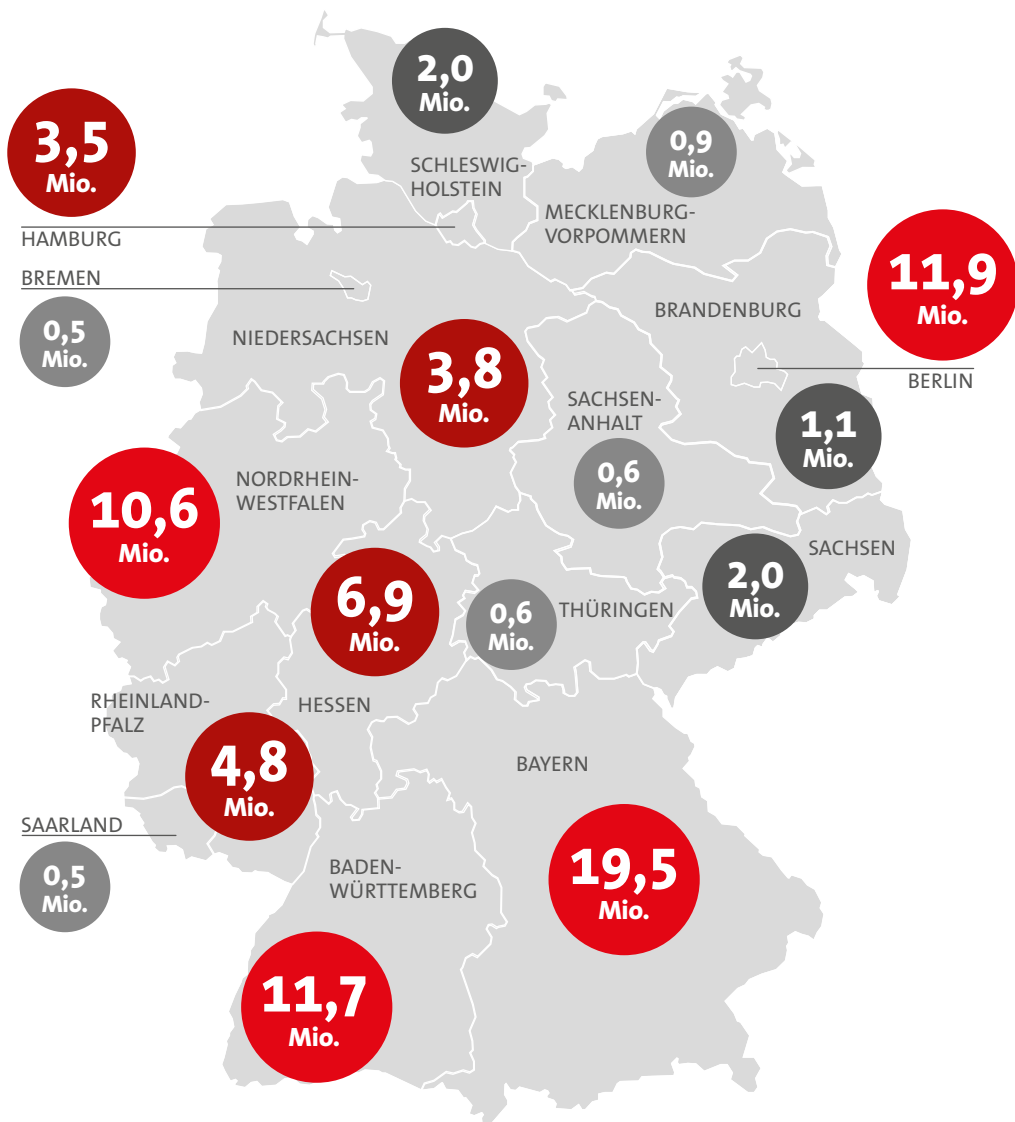 2,0
Mio.
3,5
Mio.
0,9
Mio.
SCHLESWIG-
HOLSTEIN
MECKLENBURG-
VORPOMMERN
HAMBURG
BREMEN
11,9
Mio.
BRANDENBURG
0,5
Mio.
NIEDERSACHSEN
3,8
Mio.
BERLIN
SACHSEN-
ANHALT
1,1
Mio.
0,6
Mio.
NORDRHEIN-
WESTFALEN
10,6
Mio.
SACHSEN
2,0
Mio.
6,9
Mio.
0,6
Mio.
THÜRINGEN
RHEINLAND-
PFALZ
HESSEN
4,8
Mio.
BAYERN
SAARLAND
0,5
Mio.
BADEN-
WÜRTTEMBERG
19,5
Mio.
11,7
Mio.